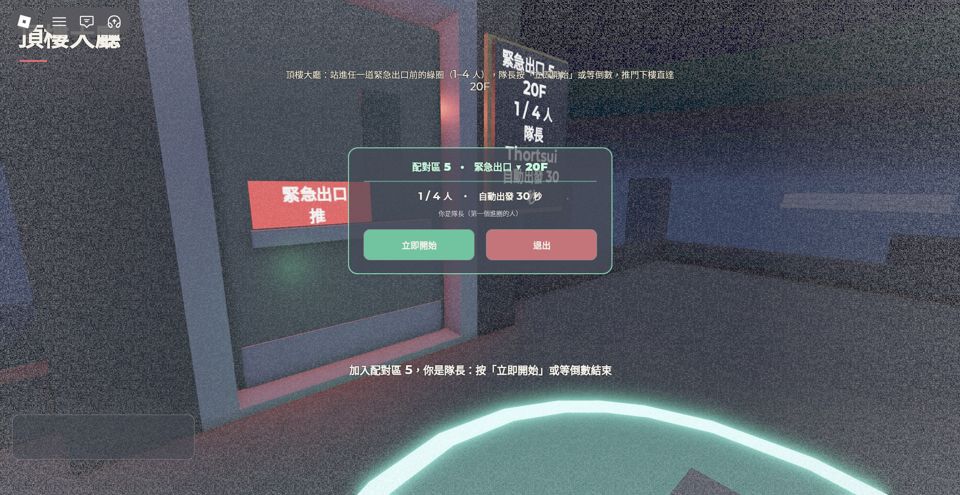 頂樓大廳
頂樓大廳：站進任一道緊急出口前的綠圈（1–4 人），隊長按「立即開始」或等倒數，推門下樓直達
20F
緊急出口 5
20F
1 / 4 人
隊長
Thortsui
自動出發 30
配對區 5 • 緊急出口 ▼ 20F
1 / 4 人 • 自動出發 30 秒
你是隊長（第一個進圈的人）
立即開始
退出
緊急出口
推
加入配對區 5，你是隊長：按「立即開始」或等倒數結束